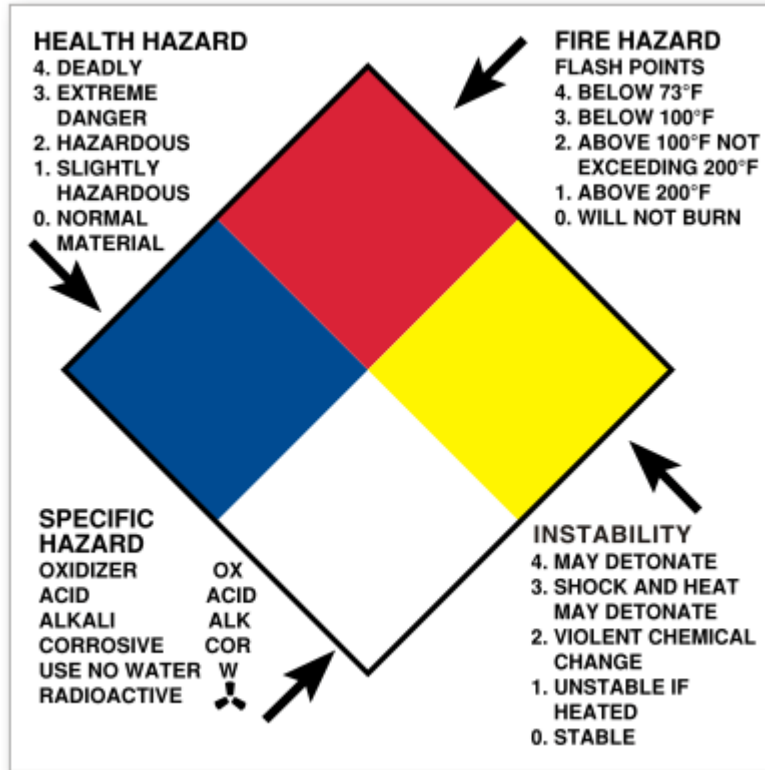 HEALTH HAZARD
4. DEADLY
3. EXTREME
DANGER
2. HAZARDOUS
1. SLIGHTLY
HAZARDOUS
0. NORMAL
MATERIAL
FIRE HAZARD
FLASH POINTS
4. BELOW 73°F
3. BELOW 100°F
2. ABOVE 100°F NOT
EXCEEDING 200°F
1. ABOVE 200°F
0. WILL NOT BURN
SPECIFIC
HAZARD
OXIDIZER OX
ACID ACID
ALKALI ALK
CORROSIVE COR
USE NO WATER W
RADIOACTIVE
INSTABILITY
4. MAY DETONATE
3. SHOCK AND HEAT
MAY DETONATE
2. VIOLENT CHEMICAL
CHANGE
1. UNSTABLE IF
HEATED
0. STABLE